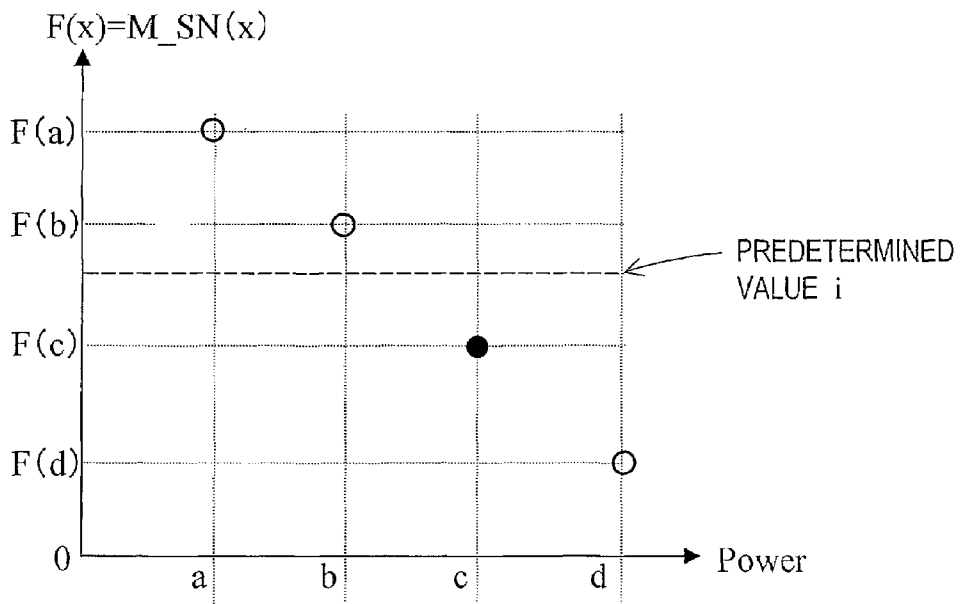 F(x)=M_SN(x)
F(a)
F(b)
PREDETERMINED
VALUE i
F(c)
F(d)
0
a b c d
Power